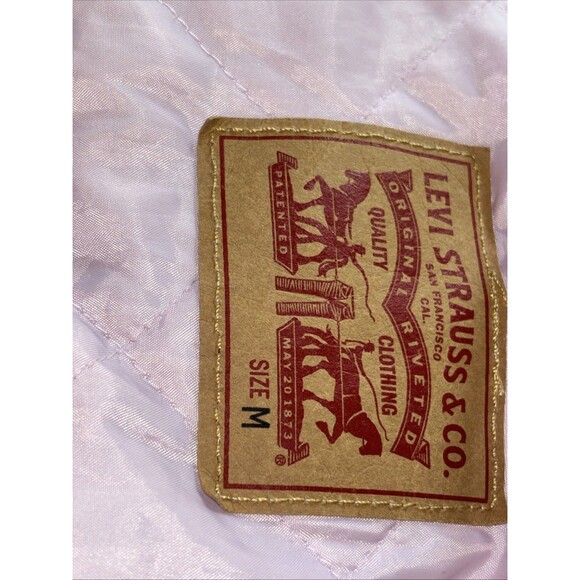 LEVI STRAUSS & CO.
SAN FRANCISCO
CAL.
ORIGINAL RIVETED
QUALITY CLOTHING
PATENTED MAY 20 1873
®
SIZE M